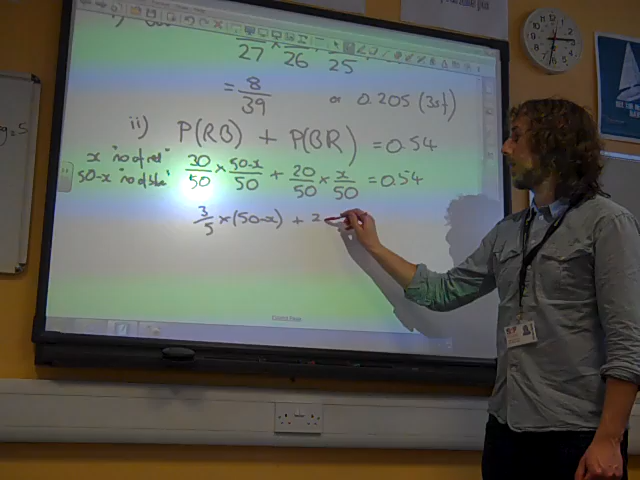 27 × 26 25
= 8/39 or 0.205 (3sf)
ii) P(RB) + P(BR) = 0.54
x "no of red" 30/50 × 50-x/50 + 20/50 × x/50 = 0.54
50-x "no of blue"
3/5 × (50-x) + 2